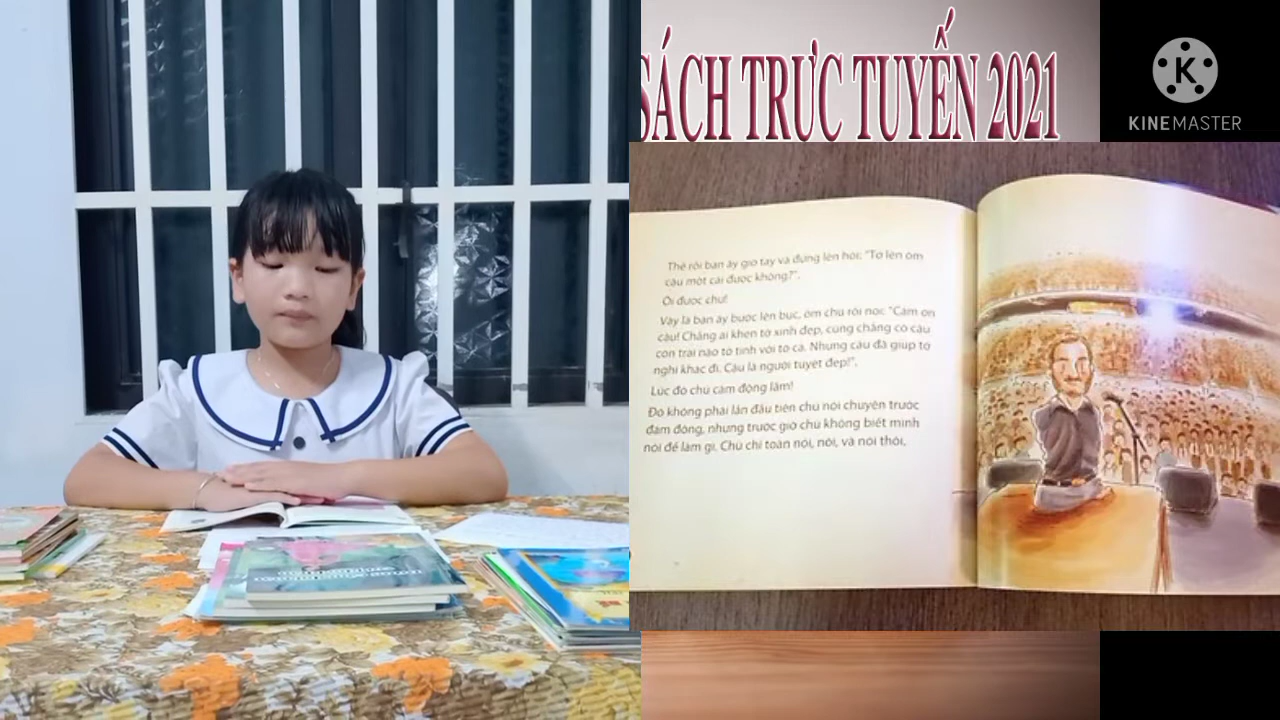 SÁCH TRỰC TUYẾN 2021
KINEMASTER
Thế rồi bạn ấy giơ tay và đứng lên hỏi: "Tớ lên ôm
cậu một cái được không?".
Ôi được chứ!
Vậy là bạn ấy bước lên bục, ôm chú rồi nói: "Cảm ơn
cậu! Chẳng ai khen tớ xinh đẹp, cũng chẳng có cậu
con trai nào tỏ tình với tớ cả. Nhưng cậu đã giúp tớ
nghĩ khác đi. Cậu là người tuyệt đẹp!".
Lúc đó chú cảm động lắm!
Đó không phải lần đầu tiên chú nói chuyện trước
đám đông, nhưng trước giờ chú không biết mình
nói để làm gì. Chú chỉ toàn nói, nói, và nói thôi,